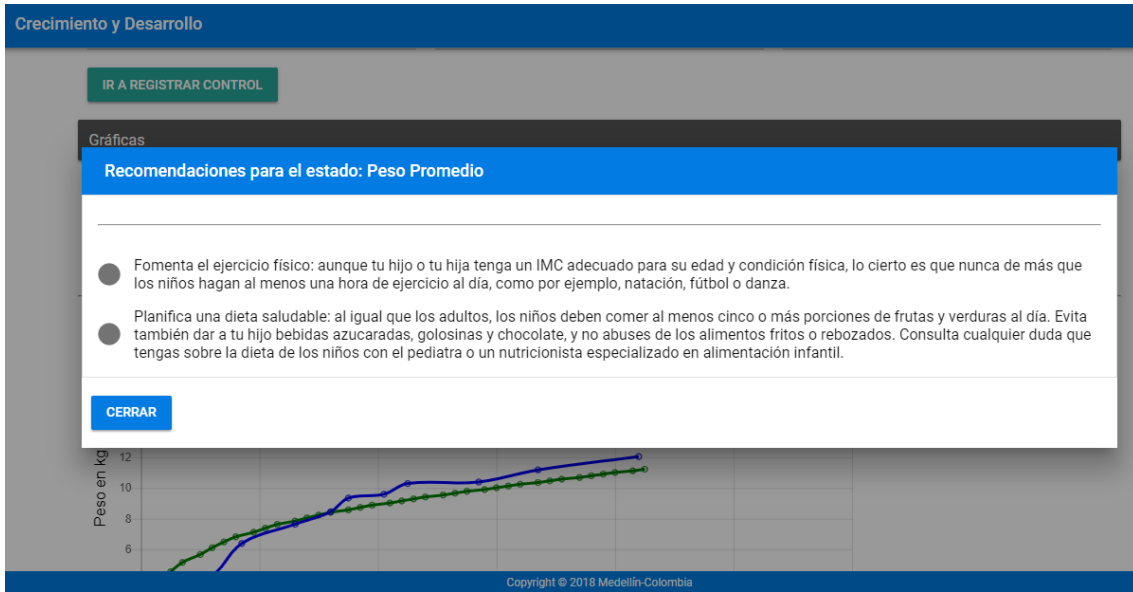 Crecimiento y Desarrollo
IR A REGISTRAR CONTROL
Gráficas
Recomendaciones para el estado: Peso Promedio
Fomenta el ejercicio físico: aunque tu hijo o tu hija tenga un IMC adecuado para su edad y condición física, lo cierto es que nunca de más que
los niños hagan al menos una hora de ejercicio al día, como por ejemplo, natación, fútbol o danza.
Planifica una dieta saludable: al igual que los adultos, los niños deben comer al menos cinco o más porciones de frutas y verduras al día. Evita
también dar a tu hijo bebidas azucaradas, golosinas y chocolate, y no abuses de los alimentos fritos o rebozados. Consulta cualquier duda que
tengas sobre la dieta de los niños con el pediatra o un nutricionista especializado en alimentación infantil.
CERRAR
Peso en kg
12
10
8
6
Copyright © 2018 Medellín-Colombia